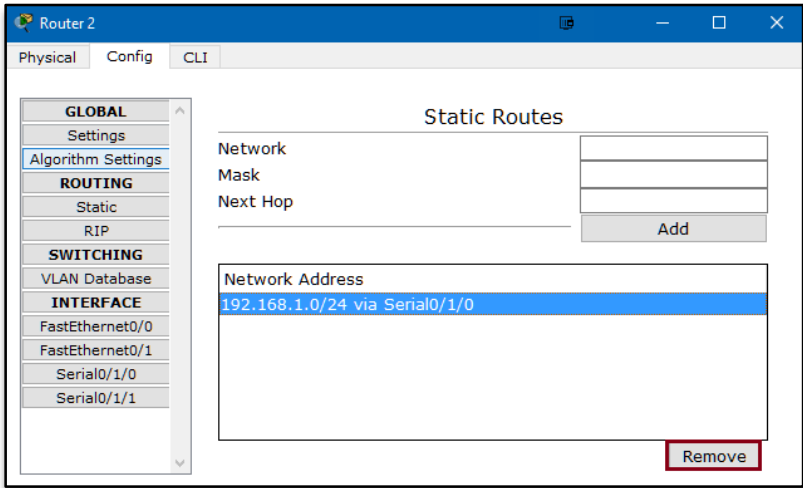 Router 2
Physical Config CLI
GLOBAL
Settings
Algorithm Settings
ROUTING
Static
RIP
SWITCHING
VLAN Database
INTERFACE
FastEthernet0/0
FastEthernet0/1
Serial0/1/0
Serial0/1/1
Static Routes
Network
Mask
Next Hop
Add
Network Address
192.168.1.0/24 via Serial0/1/0
Remove